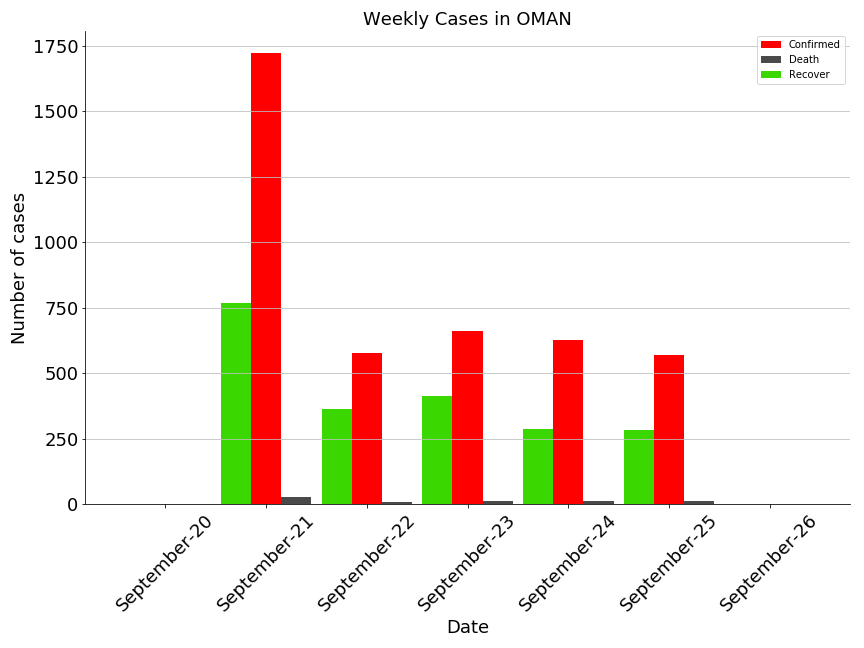 Weekly Cases in OMAN
Confirmed
Death
Recover
Number of cases
1750
1500
1250
1000
750
500
250
0
September-20
September-21
September-22
September-23
September-24
September-25
September-26
Date